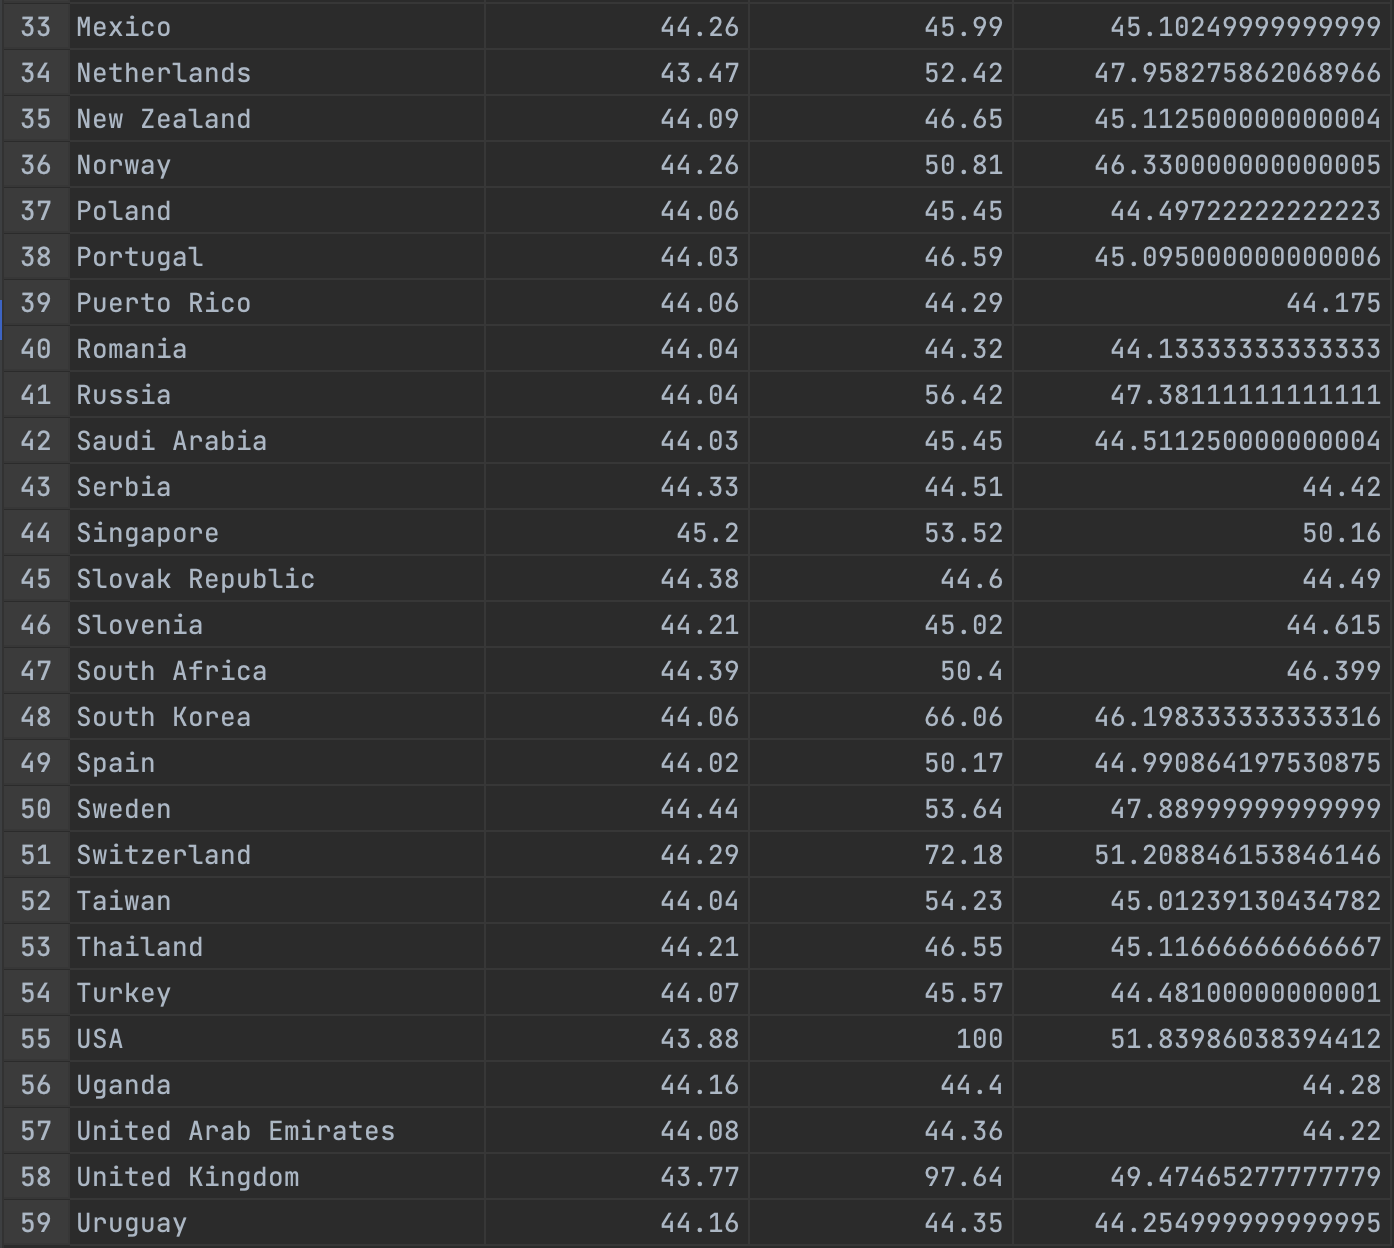 33 Mexico 44.26 45.99 45.10249999999999
34 Netherlands 43.47 52.42 47.958275862068966
35 New Zealand 44.09 46.65 45.112500000000004
36 Norway 44.26 50.81 46.330000000000005
37 Poland 44.06 45.45 44.49722222222223
38 Portugal 44.03 46.59 45.095000000000006
39 Puerto Rico 44.06 44.29 44.175
40 Romania 44.04 44.32 44.13333333333333
41 Russia 44.04 56.42 47.38111111111111
42 Saudi Arabia 44.03 45.45 44.511250000000004
43 Serbia 44.33 44.51 44.42
44 Singapore 45.2 53.52 50.16
45 Slovak Republic 44.38 44.6 44.49
46 Slovenia 44.21 45.02 44.615
47 South Africa 44.39 50.4 46.399
48 South Korea 44.06 66.06 46.198333333333316
49 Spain 44.02 50.17 44.990864197530875
50 Sweden 44.44 53.64 47.88999999999999
51 Switzerland 44.29 72.18 51.208846153846146
52 Taiwan 44.04 54.23 45.01239130434782
53 Thailand 44.21 46.55 45.11666666666667
54 Turkey 44.07 45.57 44.48100000000001
55 USA 43.88 100 51.83986038394412
56 Uganda 44.16 44.4 44.28
57 United Arab Emirates 44.08 44.36 44.22
58 United Kingdom 43.77 97.64 49.47465277777779
59 Uruguay 44.16 44.35 44.254999999999995